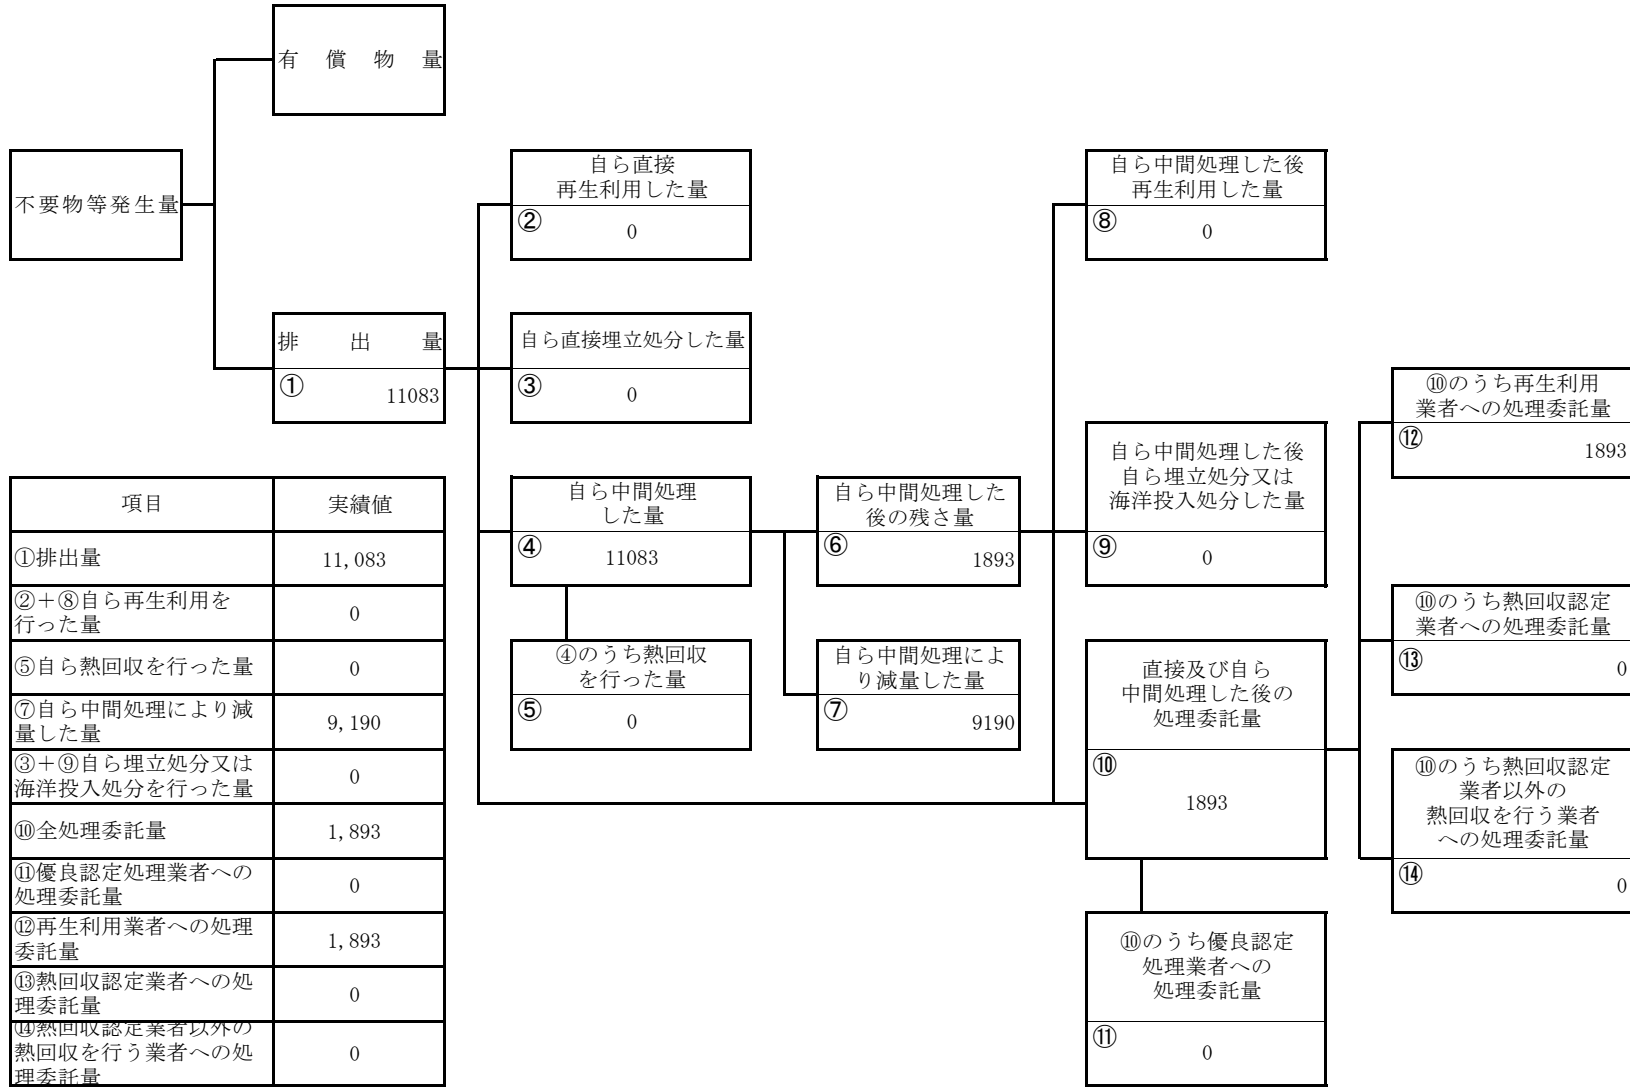 有償物量
不要物等発生量
排出量
①
11083
自ら直接
再生利用した量
②
0
自ら直接埋立処分した量
③
0
自ら中間処理
した量
④
11083
④のうち熱回収
を行った量
⑤
0
自ら中間処理した
後の残さ量
⑥
1893
自ら中間処理によ
り減量した量
⑦
9190
自ら中間処理した後
再生利用した量
⑧
0
自ら中間処理した後
自ら埋立処分又は
海洋投入処分した量
⑨
0
直接及び自ら
中間処理した後の
処理委託量
⑩
1893
⑩のうち優良認定
処理業者への
処理委託量
⑪
0
⑩のうち再生利用
業者への処理委託量
⑫
1893
⑩のうち熱回収認定
業者への処理委託量
⑬
0
⑩のうち熱回収認定
業者以外の
熱回収を行う業者
への処理委託量
⑭
0
項目 実績値
①排出量 11,083
②＋⑧自ら再生利用を
行った量 0
⑤自ら熱回収を行った量 0
⑦自ら中間処理により減
量した量 9,190
③＋⑨自ら埋立処分又は
海洋投入処分を行った量 0
⑩全処理委託量 1,893
⑪優良認定処理業者への
処理委託量 0
⑫再生利用業者への処理
委託量 1,893
⑬熱回収認定業者への処
理委託量 0
⑭熱回収認定業者以外の
熱回収を行う業者への処
理委託量 0